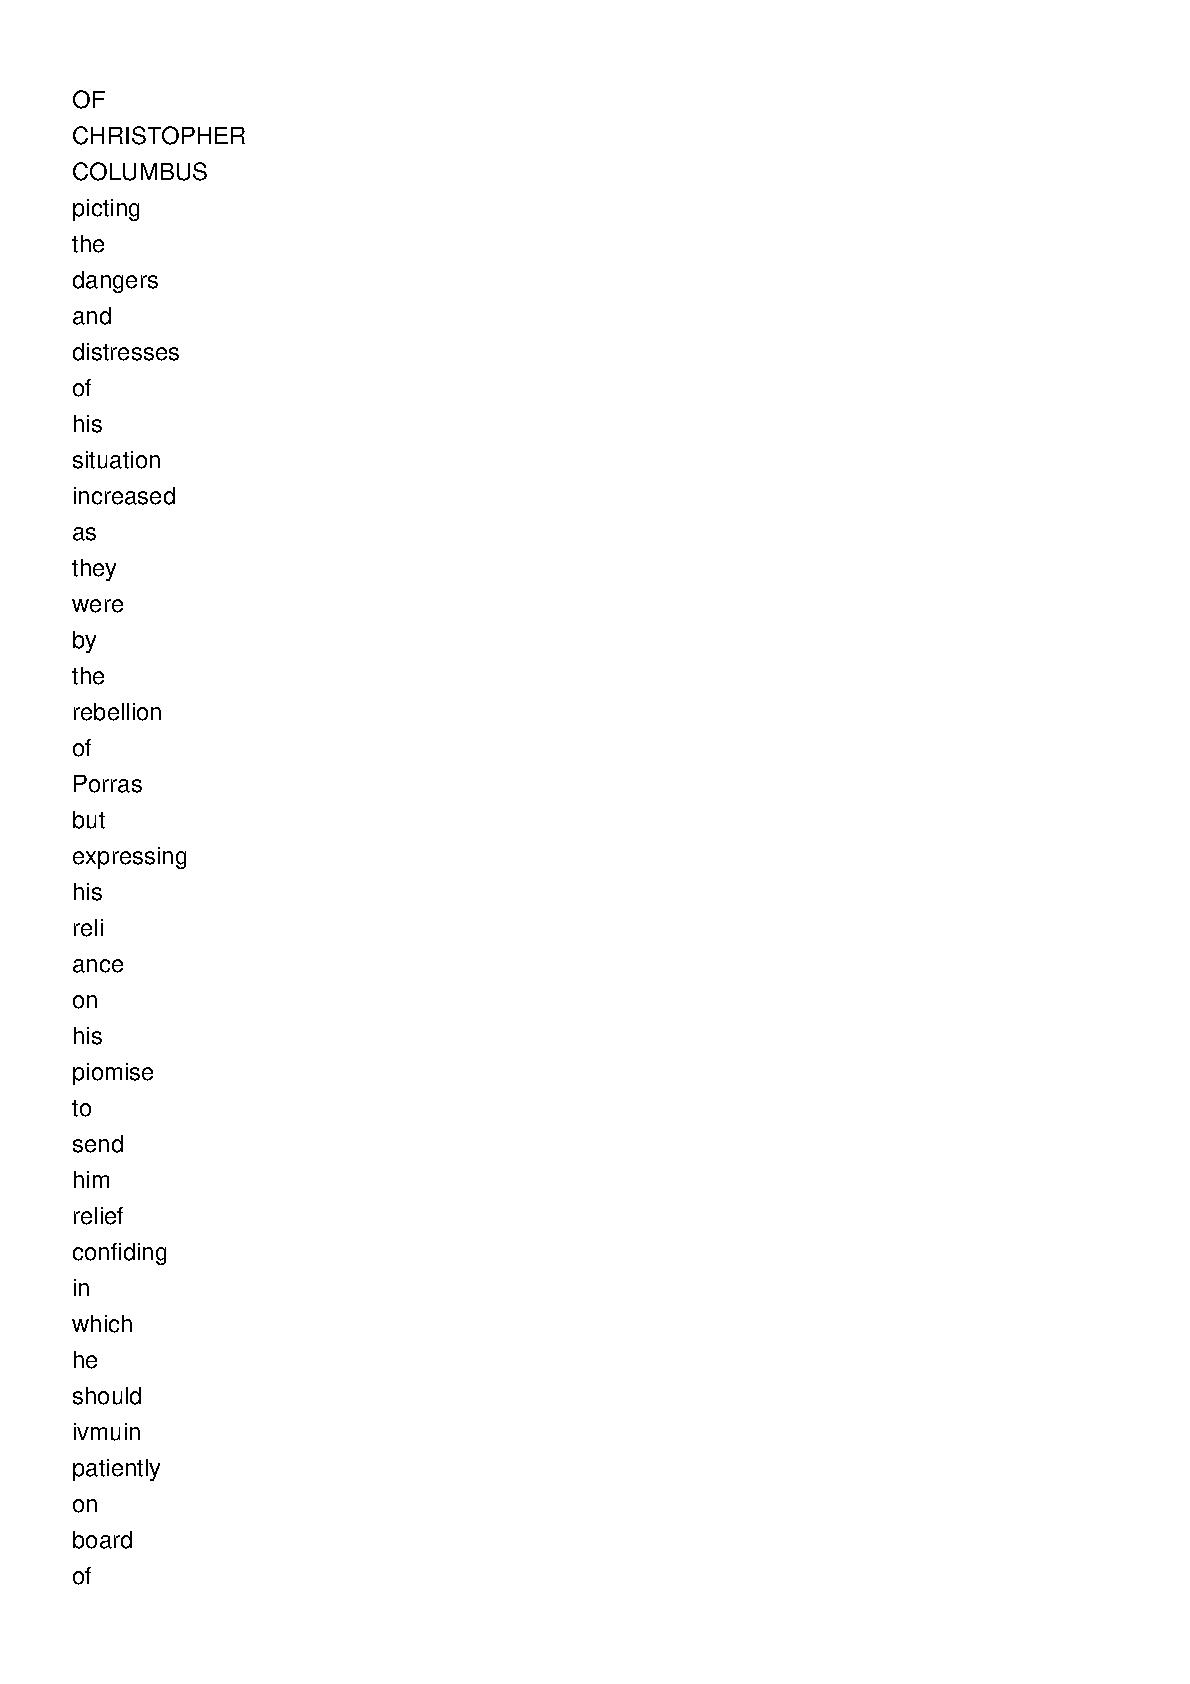 OF
CHRISTOPHER
COLUMBUS
picting
the
dangers
and
distresses
of
his
situation
increased
as
they
were
by
the
rebellion
of
Porras
but
expressing
his
reli
ance
on
his
piomise
to
send
him
relief
confiding
in
which
he
should
ivmuin
patiently
on
board
of